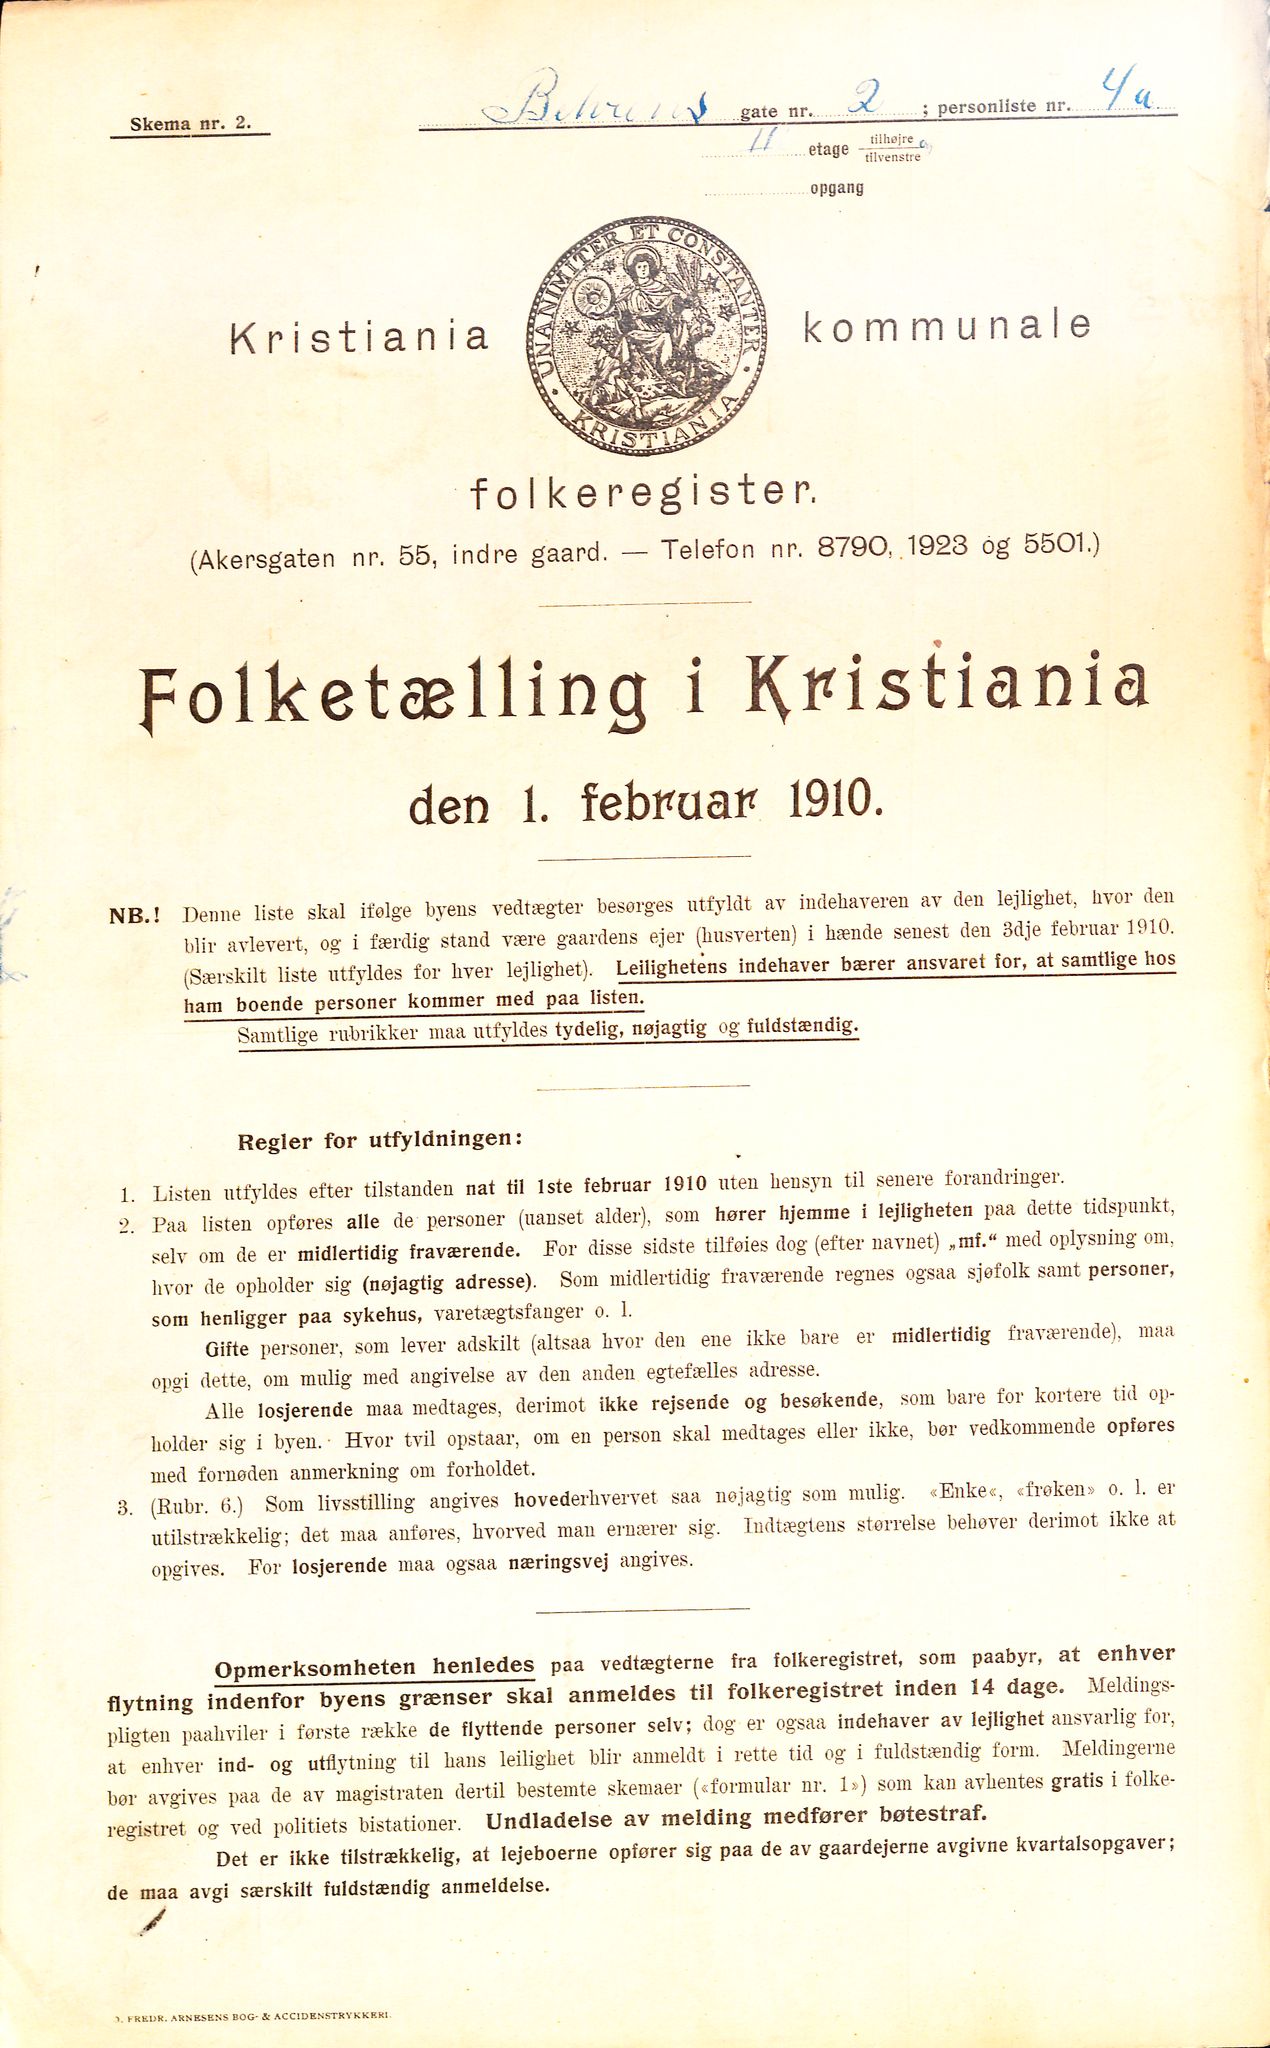 Skema nr. 2.
Behrens gate nr. 2 ; personliste nr. 4a
II etage tilhøjre og
tilvenstre
opgang
UNANIMITER ET CONSTANTER
KRISTIANIA
Kristiania kommunale
folkeregister.
(Akersgaten nr. 55, indre gaard. — Telefon nr. 8790, 1923 og 5501.)
Folketælling i Kristiania
den 1. februar 1910.
NB.! Denne liste skal ifølge byens vedtægter besørges utfyldt av indehaveren av den lejlighet, hvor den
blir avlevert, og i færdig stand være gaardens ejer (husverten) i hænde senest den 3dje februar 1910.
(Særskilt liste utfyldes for hver lejlighet). Leilighetens indehaver bærer ansvaret for, at samtlige hos
ham boende personer kommer med paa listen.
Samtlige rubrikker maa utfyldes tydelig, nøjagtig og fuldstændig.
Regler for utfyldningen:
1. Listen utfyldes efter tilstanden nat til 1ste februar 1910 uten hensyn til senere forandringer.
2. Paa listen opføres alle de personer (uanset alder), som hører hjemme i lejligheten paa dette tidspunkt,
selv om de er midlertidig fraværende. For disse sidste tilføies dog (efter navnet) „mf.“ med oplysning om,
hvor de opholder sig (nøjagtig adresse). Som midlertidig fraværende regnes ogsaa sjøfolk samt personer,
som henligger paa sykehus, varetægtsfanger o. l.
Gifte personer, som lever adskilt (altsaa hvor den ene ikke bare er midlertidig fraværende), maa
opgi dette, om mulig med angivelse av den anden egtefælles adresse.
Alle losjerende maa medtages, derimot ikke rejsende og besøkende, som bare for kortere tid op-
holder sig i byen. Hvor tvil opstaar, om en person skal medtages eller ikke, bør vedkommende opføres
med fornøden anmerkning om forholdet.
3. (Rubr. 6.) Som livsstilling angives hovederhvervet saa nøjagtig som mulig. «Enke«, «frøken» o. l. er
utilstrækkelig; det maa anføres, hvorved man ernærer sig. Indtægtens størrelse behøver derimot ikke at
opgives. For losjerende maa ogsaa næringsvej angives.
Opmerksomheten henledes paa vedtægterne fra folkeregistret, som paabyr, at enhver
flytning indenfor byens grænser skal anmeldes til folkeregistret inden 14 dage. Meldings-
pligten paahviler i første række de flyttende personer selv; dog er ogsaa indehaver av lejlighet ansvarlig for,
at enhver ind- og utflytning til hans leilighet blir anmeldt i rette tid og i fuldstændig form. Meldingerne
bør avgives paa de av magistraten dertil bestemte skemaer («formular nr. 1») som kan avhentes gratis i folke-
registret og ved politiets bistationer. Undladelse av melding medfører bøtestraf.
Det er ikke tilstrækkelig, at lejeboerne opfører sig paa de av gaardejerne avgivne kvartalsopgaver;
de maa avgi særskilt fuldstændig anmeldelse.
J. FREDR. ARNESENS BOG- & ACCIDENSTRYKKERI.